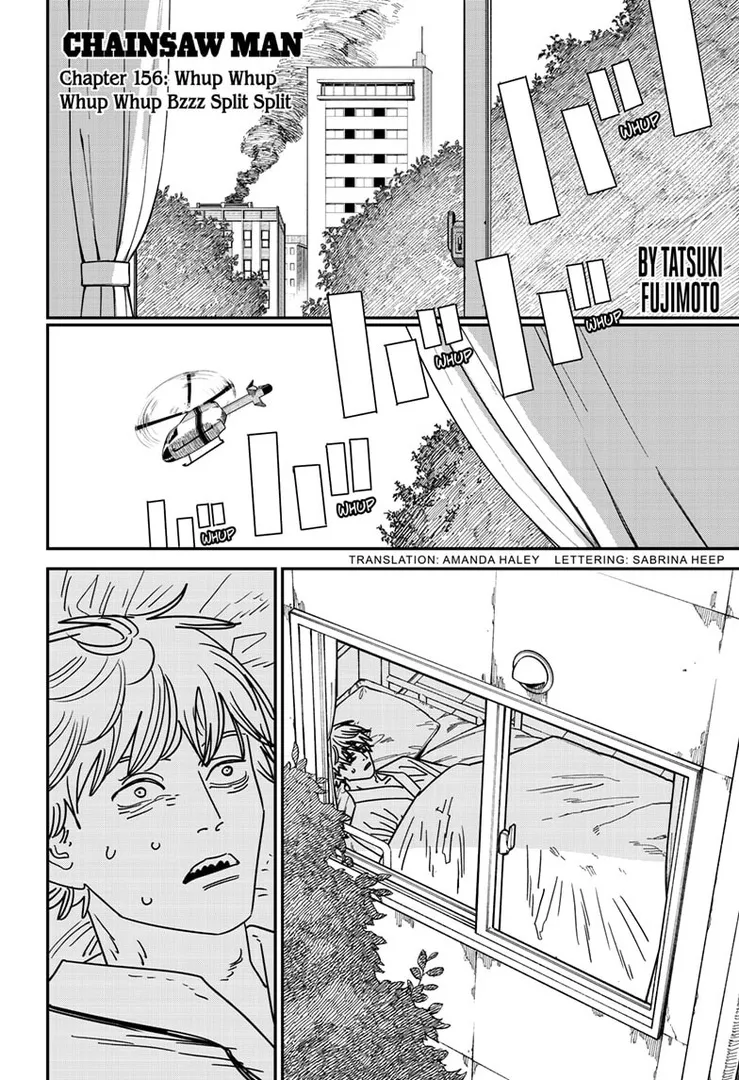 CHAINSAW MAN
Chapter 156: Whup Whup
Whup Whup Bzzz Split Split
WHUP
BY TATSUKI
FUJIMOTO
WHUP
WHUP
WHUP
WHUP
TRANSLATION: AMANDA HALEY LETTERING: SABRINA HEEP